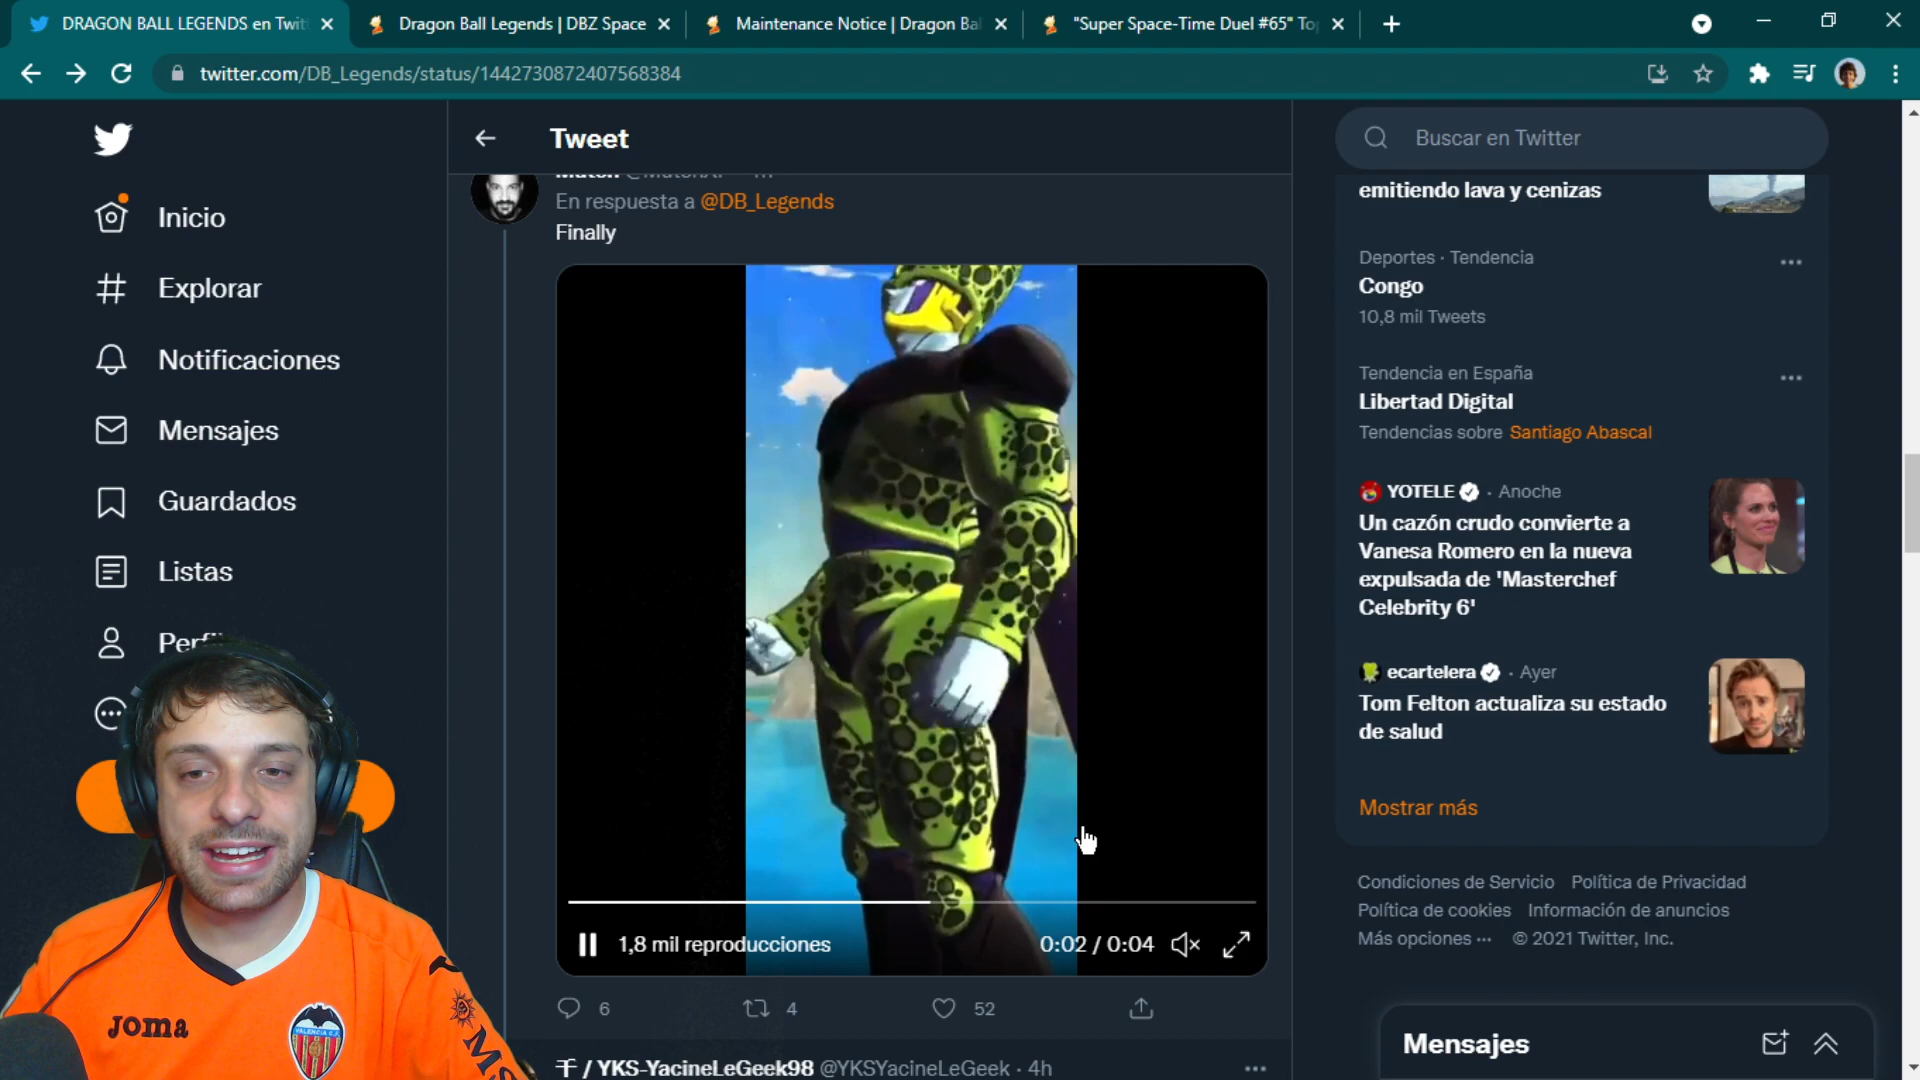 DRAGON BALL LEGENDS en Twit
Dragon Ball Legends | DBZ Space
Maintenance Notice | Dragon Bal
"Super Space-Time Duel #65" Top
twitter.com/DB_Legends/status/1442730872407568384
Tweet
Buscar en Twitter
Inicio
Explorar
Notificaciones
Mensajes
Guardados
Listas
En respuesta a @DB_Legends
Finally
1,8 mil reproducciones
0:02 / 0:04
6
4
52
/ YKS-YacineLeGeek98 @YKSYacineLeGeek · 4h
emitiendo lava y cenizas
Deportes · Tendencia
Congo
10,8 mil Tweets
Tendencia en España
Libertad Digital
Tendencias sobre Santiago Abascal
YOTELE · Anoche
Un cazón crudo convierte a
Vanesa Romero en la nueva
expulsada de 'Masterchef
Celebrity 6'
ecartelera · Ayer
Tom Felton actualiza su estado
de salud
Mostrar más
Condiciones de Servicio Política de Privacidad
Política de cookies Información de anuncios
Más opciones ··· © 2021 Twitter, Inc.
Mensajes
Joma
VALENCIA C.F.